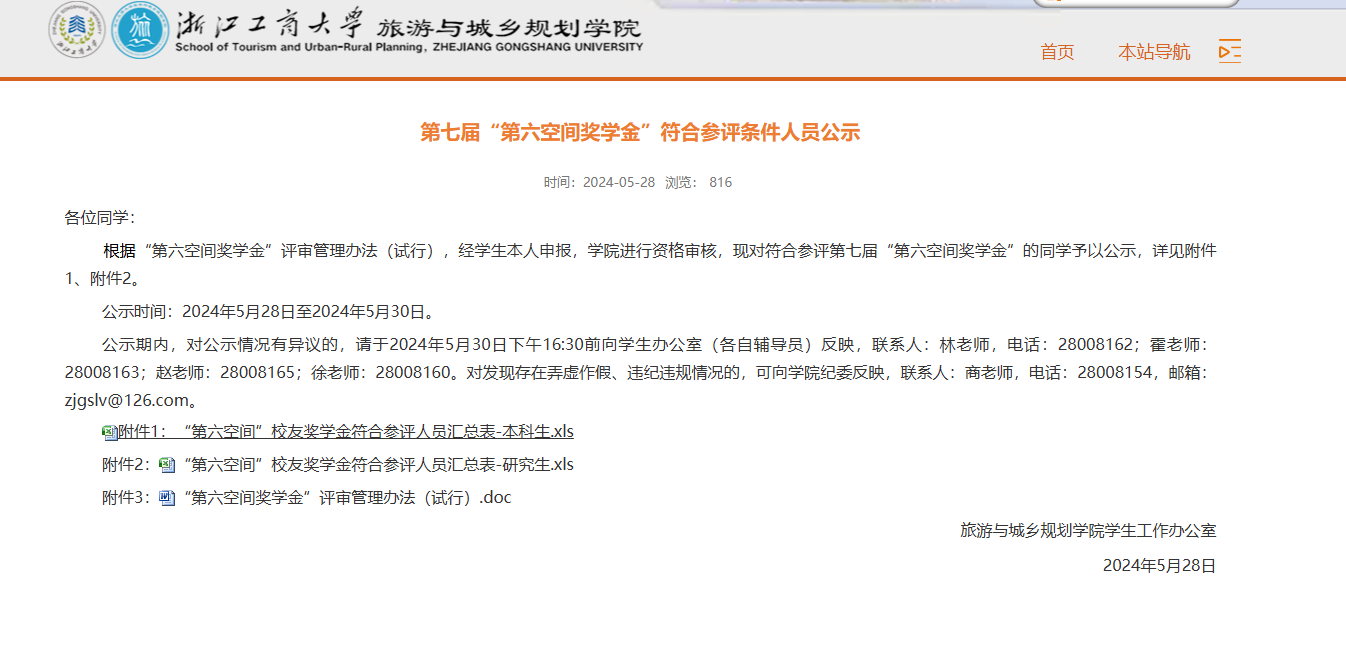 浙江工商大学 旅游与城乡规划学院
School of Tourism and Urban-Rural Planning, ZHEJIANG GONGSHANG UNIVERSITY
首页 本站导航
第七届“第六空间奖学金”符合参评条件人员公示
时间：2024-05-28 浏览： 816
各位同学：
根据“第六空间奖学金”评审管理办法（试行），经学生本人申报，学院进行资格审核，现对符合参评第七届“第六空间奖学金”的同学予以公示，详见附件
1、附件2。
公示时间：2024年5月28日至2024年5月30日。
公示期内，对公示情况有异议的，请于2024年5月30日下午16:30前向学生办公室（各自辅导员）反映，联系人：林老师，电话：28008162；霍老师：
28008163；赵老师：28008165；徐老师：28008160。对发现存在弄虚作假、违纪违规情况的，可向学院纪委反映，联系人：商老师，电话：28008154，邮箱：
zjgslv@126.com。
附件1：“第六空间”校友奖学金符合参评人员汇总表-本科生.xls
附件2：“第六空间”校友奖学金符合参评人员汇总表-研究生.xls
附件3：“第六空间奖学金”评审管理办法（试行）.doc
旅游与城乡规划学院学生工作办公室
2024年5月28日